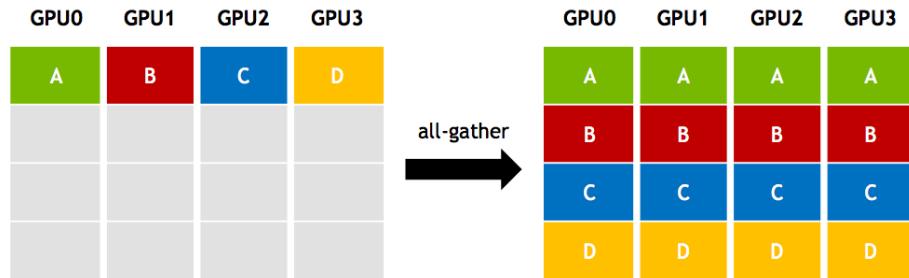 GPU0 GPU1 GPU2 GPU3 GPU0 GPU1 GPU2 GPU3
A B C D A A A A
B B B B
all-gather
C C C C
D D D D